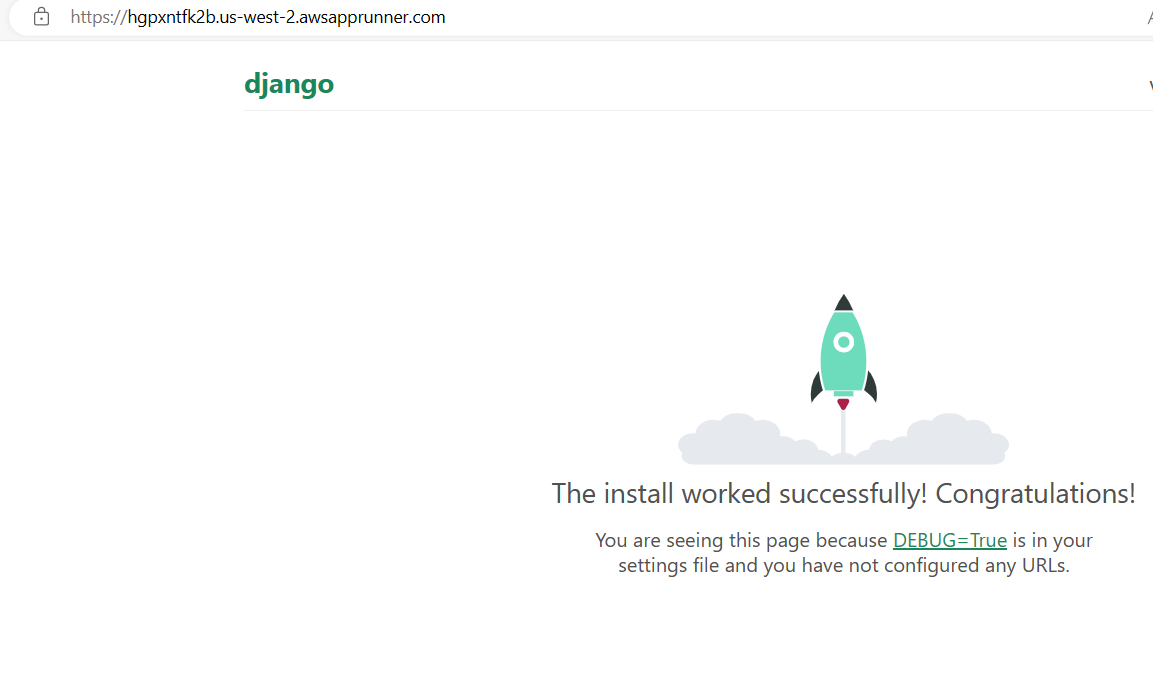 https://hgpxntfk2b.us-west-2.awsapprunner.com
django
The install worked successfully! Congratulations!
You are seeing this page because DEBUG=True is in your
settings file and you have not configured any URLs.